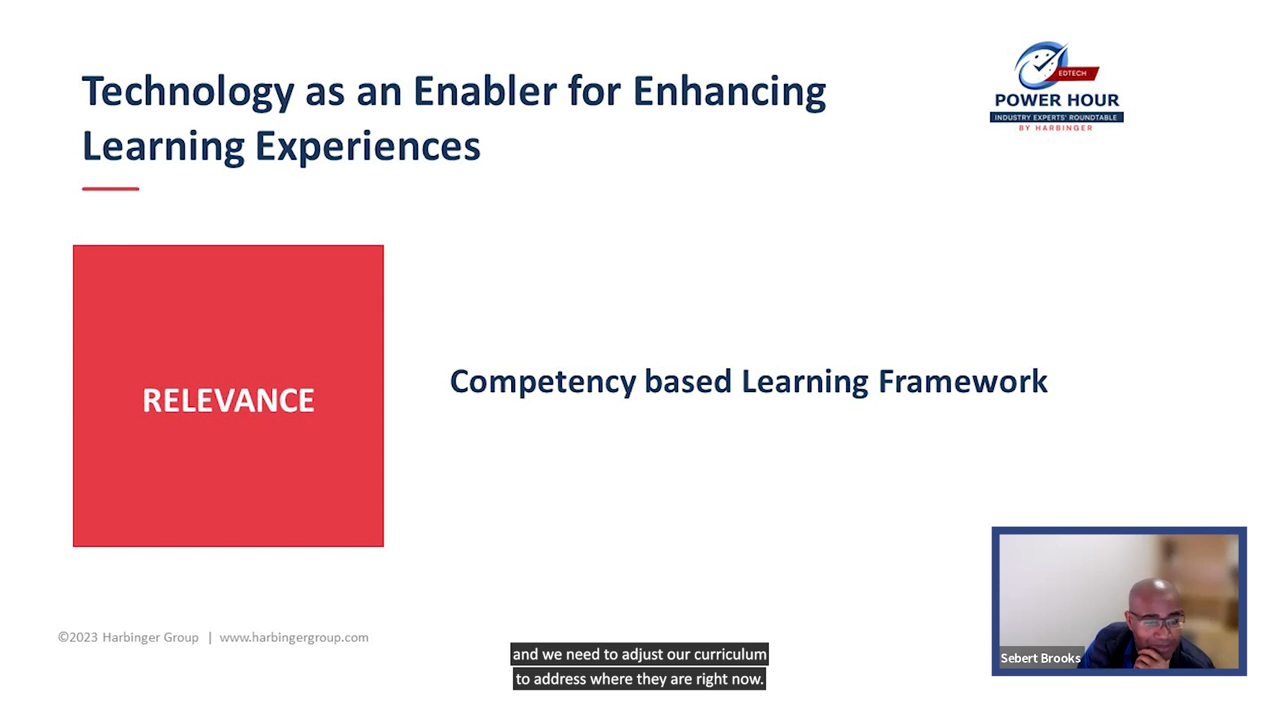 Technology as an Enabler for Enhancing
Learning Experiences
EDTECH
POWER HOUR
INDUSTRY EXPERTS' ROUNDTABLE
BY HARBINGER
RELEVANCE
Competency based Learning Framework
Sebert Brooks
©2023 Harbinger Group | www.harbingergroup.com
and we need to adjust our curriculum
to address where they are right now.